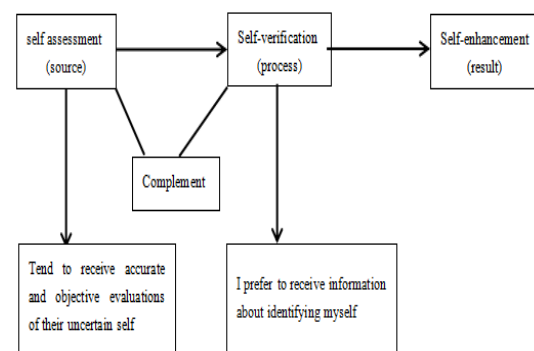 self assessment
(source)
Self-verification
(process)
Self-enhancement
(result)
Complement
Tend to receive accurate
and objective evaluations
of their uncertain self
I prefer to receive information
about identifying myself